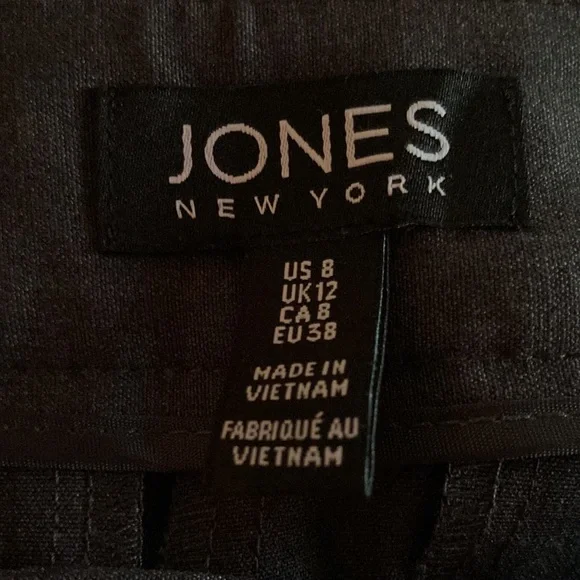 JONES
NEW YORK
US 8
UK 12
CA 8
EU 38
MADE IN
VIETNAM
FABRIQUÉ AU
VIETNAM